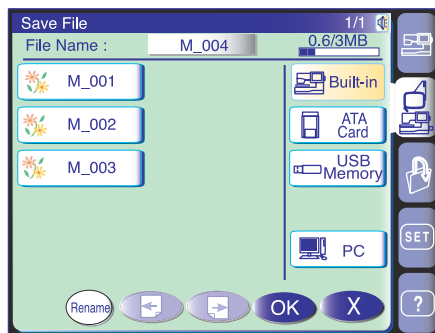 Save File 1/1
File Name : M_004 0.6/3MB
M_001
M_002
M_003
Built-in
ATA
Card
USB
Memory
PC
SET
Rename
OK
X
?